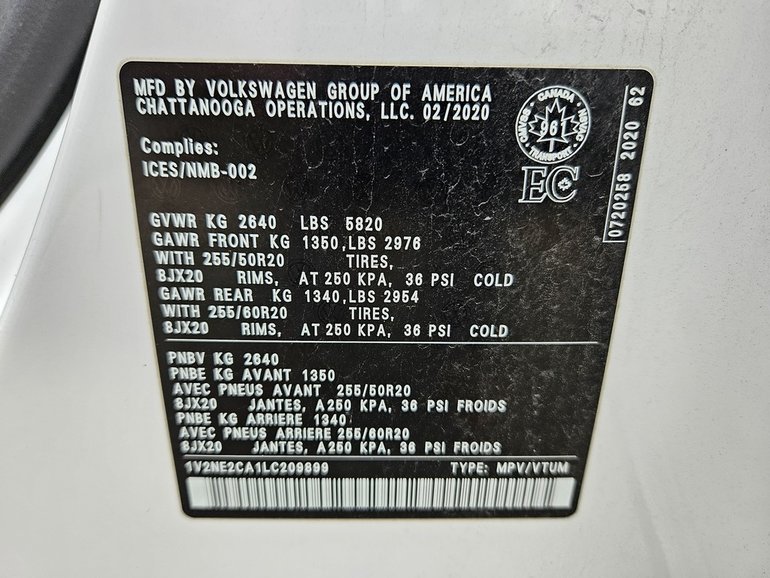 MFD BY VOLKSWAGEN GROUP OF AMERICA
CHATTANOOGA OPERATIONS, LLC. 02/2020
Complies:
ICES/NMB-002
CANADA
CMVSS 961 NSVAC
TRANSPORT
EC
0720258 2020 62
GVWR KG 2640 LBS 5820
GAWR FRONT KG 1350,LBS 2976
WITH 255/50R20 TIRES,
8JX20 RIMS, AT 250 KPA, 36 PSI COLD
GAWR REAR KG 1340,LBS 2954
WITH 255/60R20 TIRES,
8JX20 RIMS, AT 250 KPA, 36 PSI COLD
PNBV KG 2640
PNBE KG AVANT 1350
AVEC PNEUS AVANT 255/50R20
8JX20 JANTES, A 250 KPA, 36 PSI FROIDS
PNBE KG ARRIERE 1340
AVEC PNEUS ARRIERE 255/60R20
8JX20 JANTES, A 250 KPA, 36 PSI FROIDS
1V2NE2CA1LC209899 TYPE: MPV/VTUM